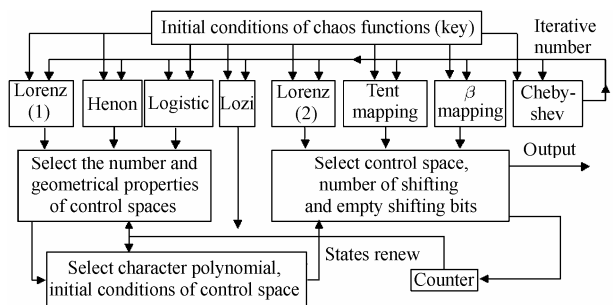 Initial conditions of chaos functions (key)
Iterative
number
Lorenz
(1)
Henon
Logistic
Lozi
Lorenz
(2)
Tent
mapping
β
mapping
Cheby-
shev
Select the number and
geometrical properties
of control spaces
Select control space,
number of shifting
and empty shifting bits
Output
Select character polynomial,
initial conditions of control space
States renew
Counter